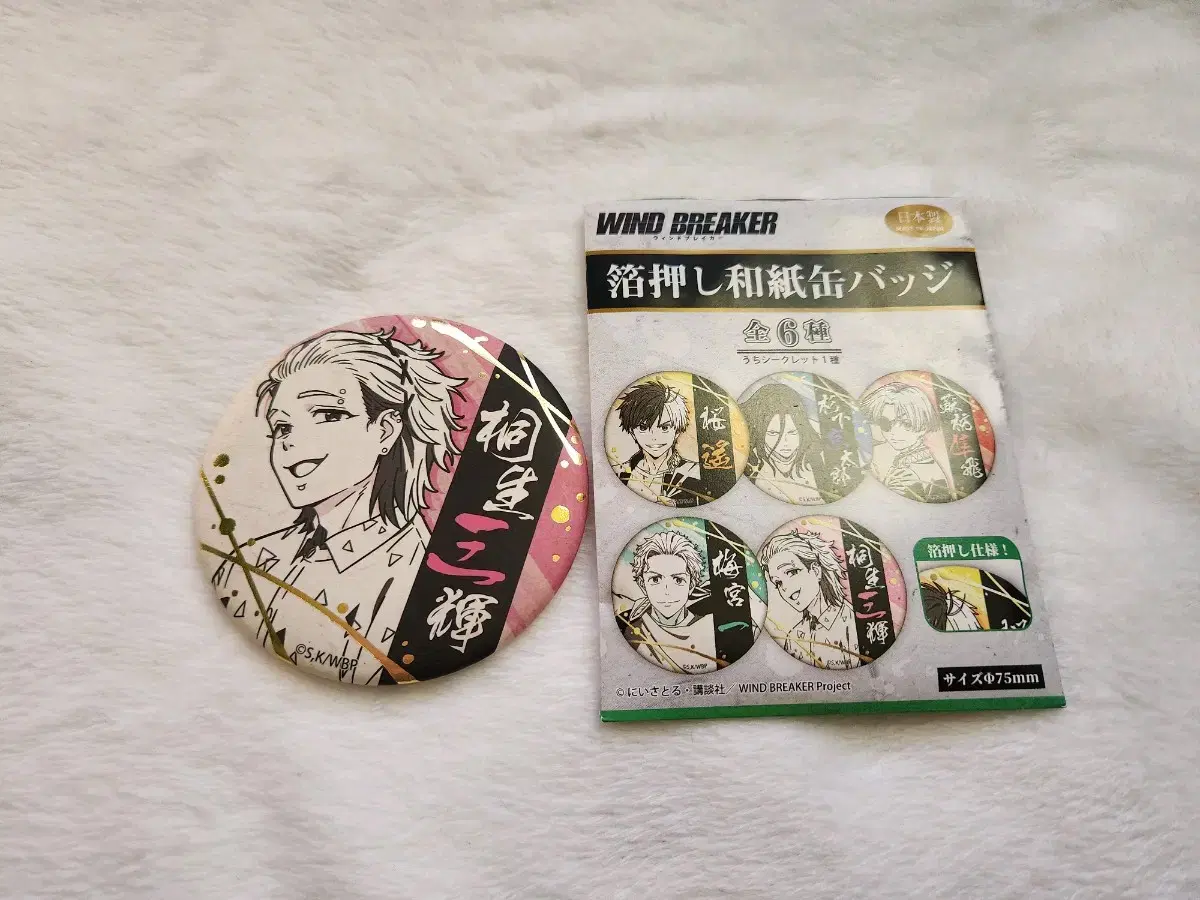 桐生三輝
©S.K/WBP
WIND BREAKER
ウィンドブレイカー
日本製
MADE IN JAPAN
箔押し和紙缶バッジ
全6種
うちシークレット1種
桜遥
杉下京太郎
蘇枋隼飛
梅宮一
©S.K/WBP
桐生三輝
箔押し仕様!
©にいさとる・講談社/ WIND BREAKER Project
サイズΦ75mm